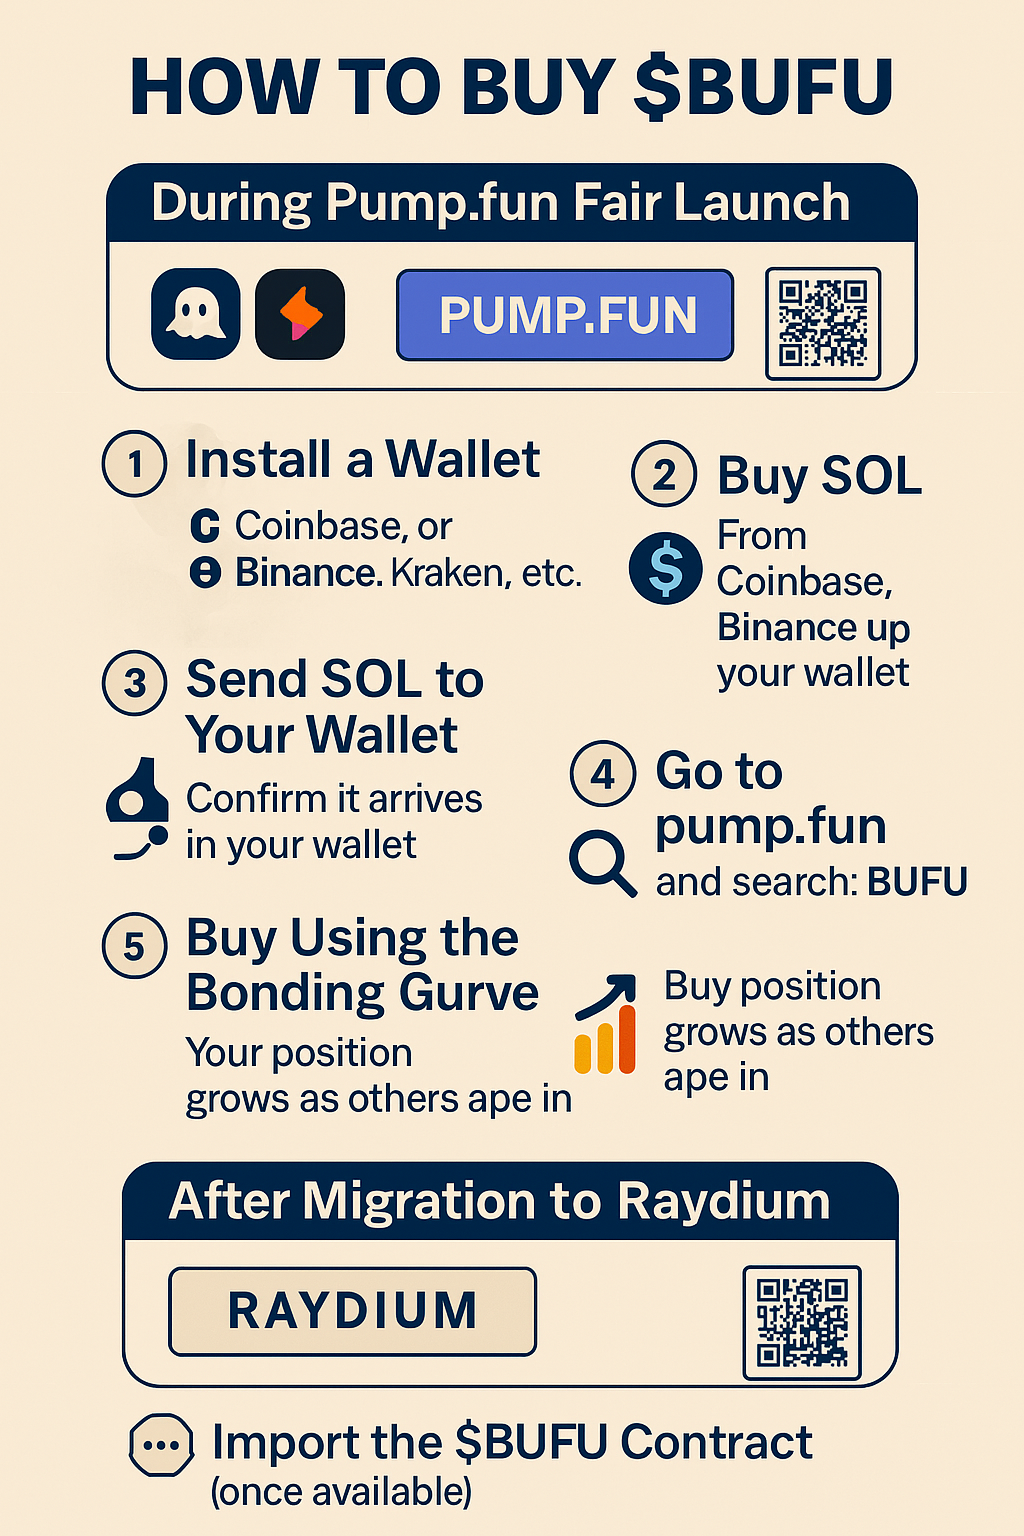 HOW TO BUY $BUFU
During Pump.fun Fair Launch
PUMP.FUN
1 Install a Wallet
C Coinbase, or
Binance. Kraken, etc.
2 Buy SOL
$ From
Coinbase,
Binance up
your wallet
3 Send SOL to
Your Wallet
Confirm it arrives
in your wallet
4 Go to
pump.fun
and search: BUFU
5 Buy Using the
Bonding Gurve
Your position
grows as others ape in
Buy position
grows as others
ape in
After Migration to Raydium
RAYDIUM
Import the $BUFU Contract
(once available)